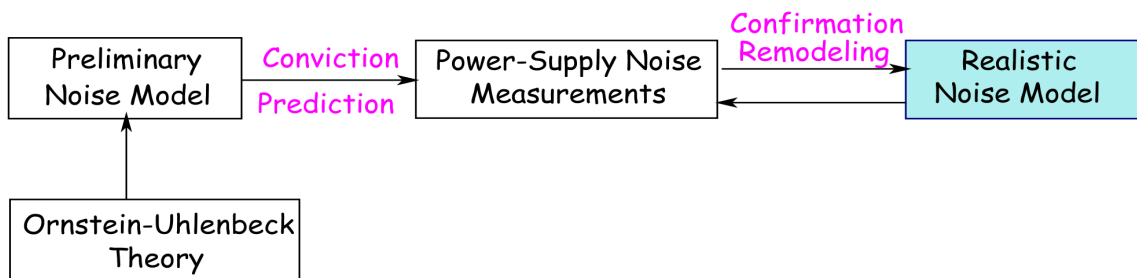 Preliminary
Noise Model
Conviction
Prediction
Power-Supply Noise
Measurements
Confirmation
Remodeling
Realistic
Noise Model
Ornstein-Uhlenbeck
Theory